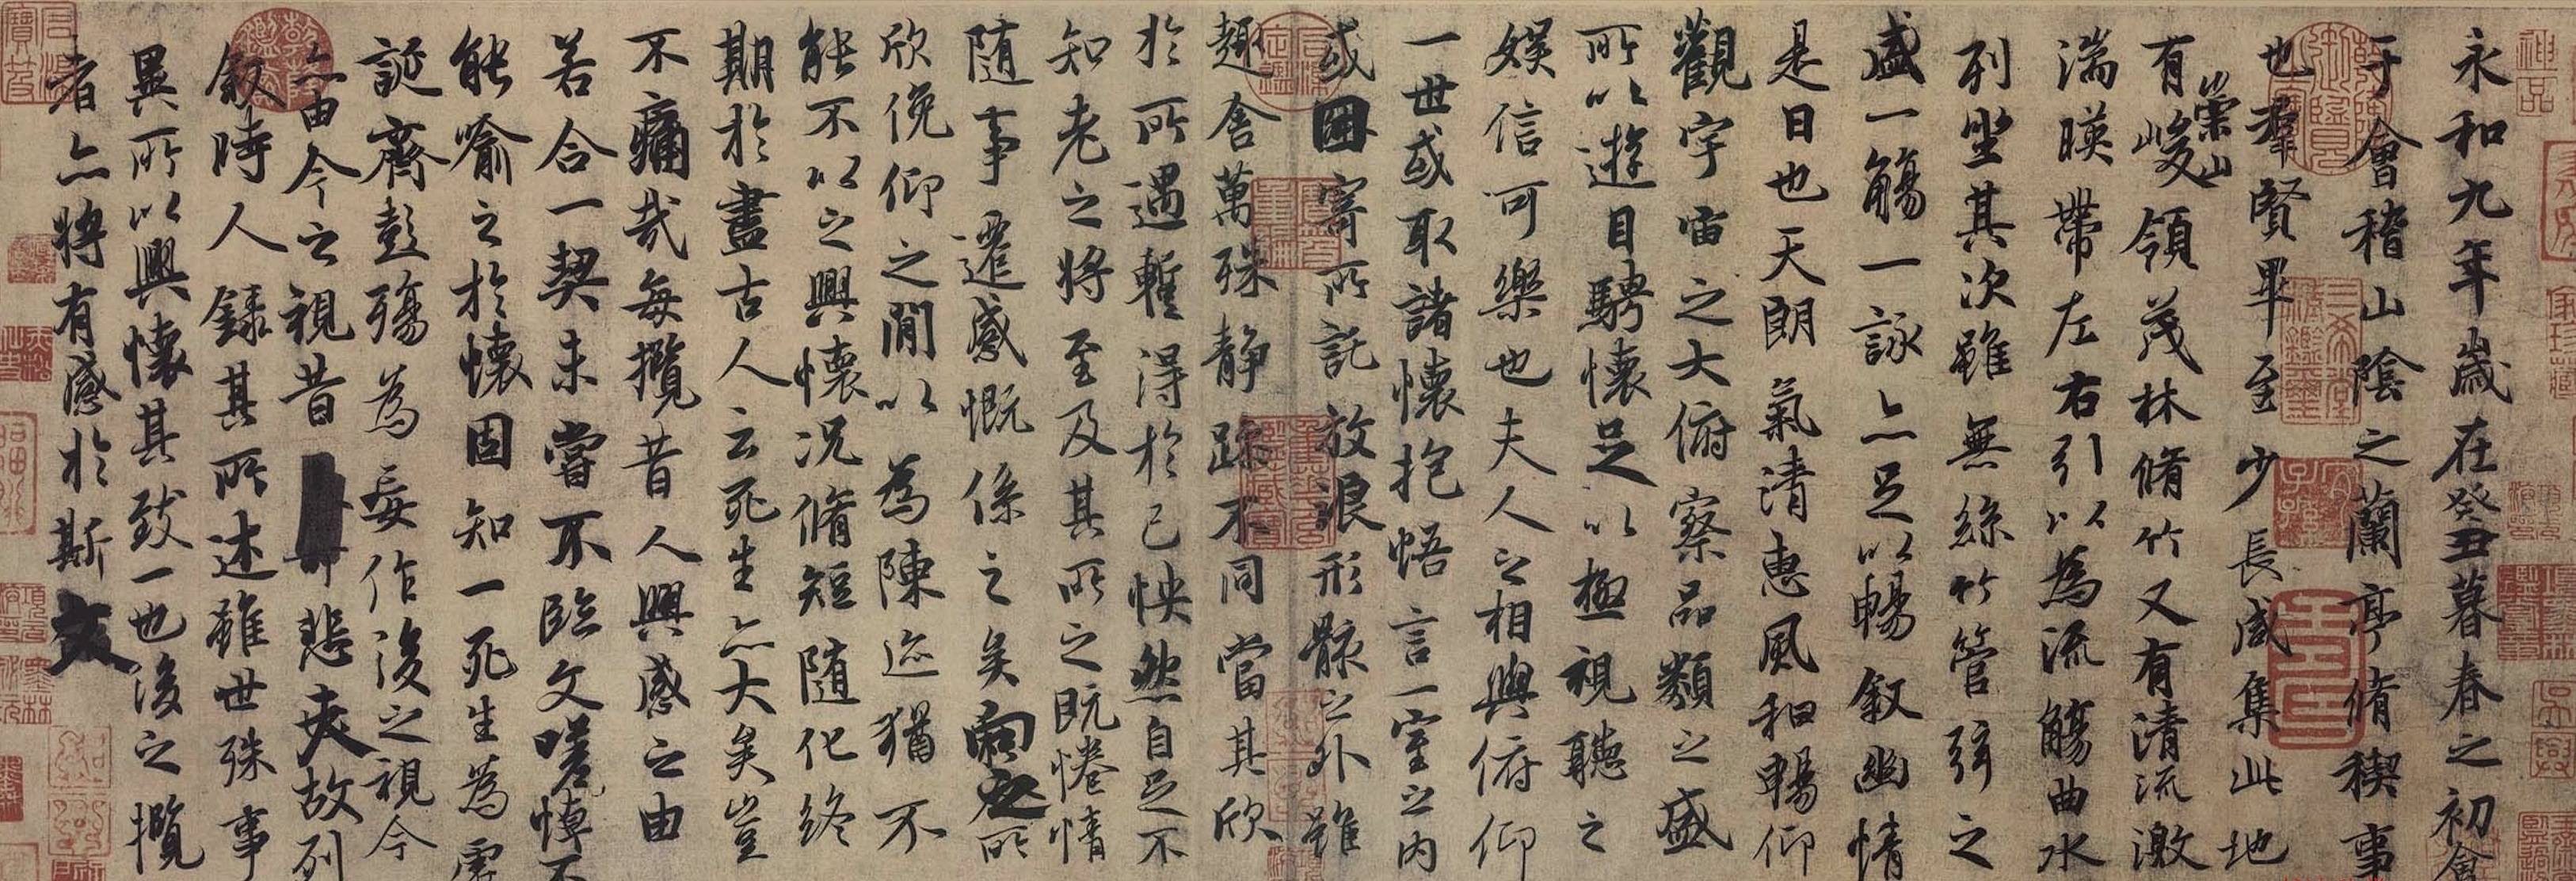 永和九年歲在癸丑暮春之初會
于會稽山陰之蘭亭脩稧事
也羣賢畢至少長咸集此地
有崇山峻領茂林脩竹又有清流激
湍暎帶左右引以為流觴曲水
列坐其次雖無絲竹管弦之
盛一觴一詠亦足以暢叙幽情
是日也天朗氣清惠風和暢仰
觀宇宙之大俯察品類之盛
所以遊目騁懷足以極視聽之
娛信可樂也夫人之相與俯仰
一世或取諸懷抱悟言一室之內
或因寄所託放浪形骸之外雖
趣舍萬殊靜躁不同當其欣
於所遇暫得於己怏然自足不
知老之將至及其所之既惓情
隨事遷感慨係之矣向之所
欣俛仰之閒以為陳迹猶不
能不以之興懷況脩短隨化終
期於盡古人云死生亦大矣豈
不痛哉每攬昔人興感之由
若合一契未嘗不臨文嗟悼不
能喻之於懷固知一死生為虛
誕齊彭殤為妄作後之視今
亦由今之視昔悲夫故列
叙時人錄其所述雖世殊事
異所以興懷其致一也後之攬
者亦將有感於斯文
神品